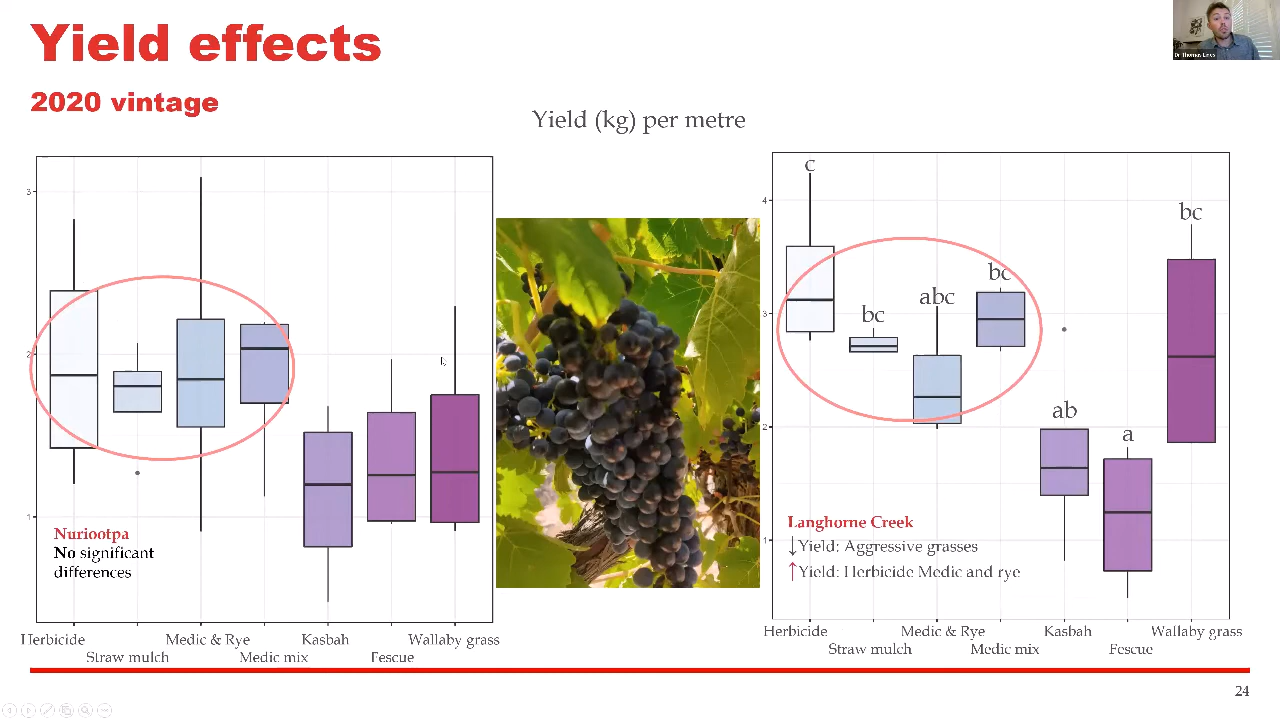 Yield effects
2020 vintage
Yield (kg) per metre
3
2
1
Nuriootpa
No significant
differences
Herbicide
Straw mulch
Medic & Rye
Medic mix
Kasbah
Fescue
Wallaby grass
4
3
2
1
c
bc
abc
bc
ab
a
bc
Langhorne Creek
↓Yield: Aggressive grasses
↑Yield: Herbicide Medic and rye
Herbicide
Straw mulch
Medic & Rye
Medic mix
Kasbah
Fescue
Wallaby grass
24
Dr Thomas Lines